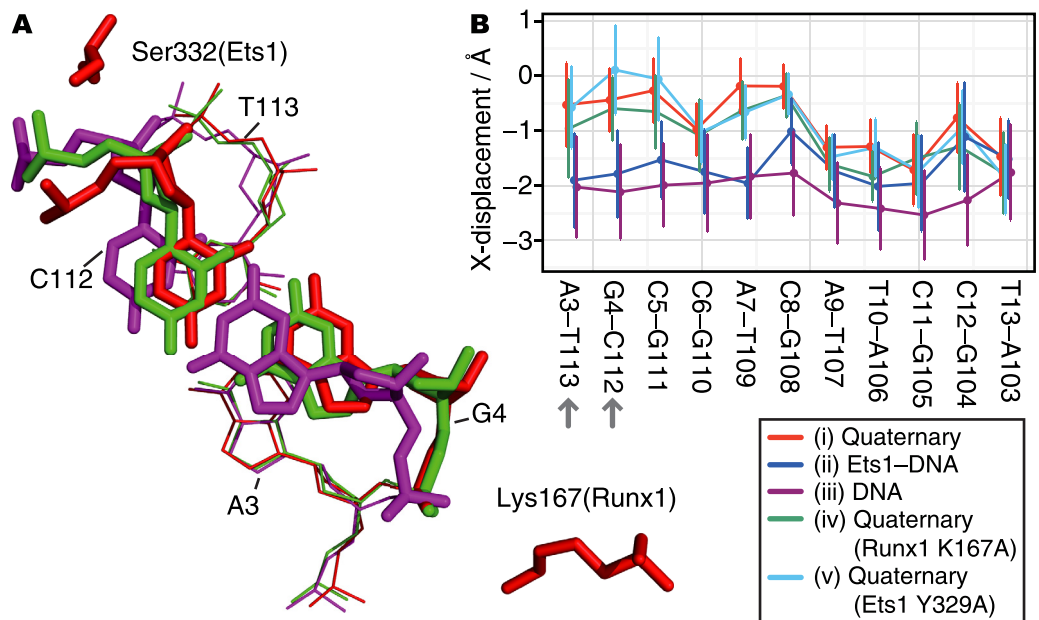 A
Ser332(Ets1)
T113
C112
G4
A3
Lys167(Runx1)
B
X-displacement / Å
1
0
−1
−2
−3
A3–T113
G4–C112
C5–G111
C6–G110
A7–T109
C8–G108
A9–T107
T10–A106
C11–G105
C12–G104
T13–A103
(i) Quaternary
(ii) Ets1–DNA
(iii) DNA
(iv) Quaternary
(Runx1 K167A)
(v) Quaternary
(Ets1 Y329A)